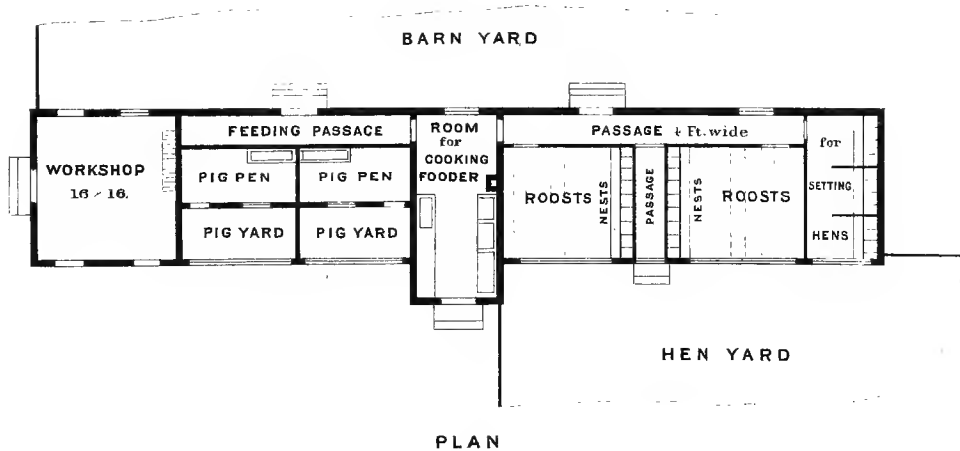 BARN YARD
WORKSHOP
16 × 16.
FEEDING PASSAGE
PIG PEN
PIG PEN
PIG YARD
PIG YARD
ROOM
for
COOKING
FOODER
PASSAGE 4 Ft. wide
ROOSTS
NESTS
PASSAGE
NESTS
ROOSTS
for
SETTING
HENS
HEN YARD
PLAN